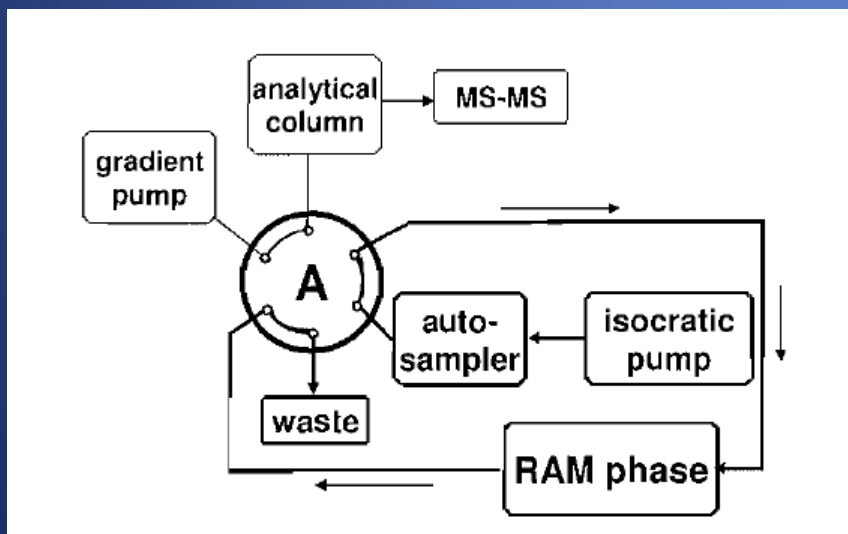 analytical
column
MS-MS
gradient
pump
A
auto-
sampler
isocratic
pump
waste
RAM phase